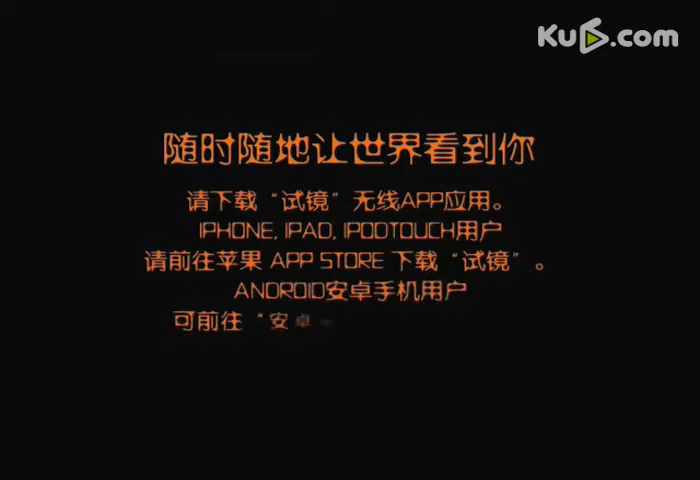 Ku6.com
随时随地让世界看到你
请下载“试镜”无线APP应用。
IPHONE, IPAD, IPODTOUCH用户
请前往苹果 APP STORE 下载“试镜”。
ANDROID安卓手机用户
可前往“安卓